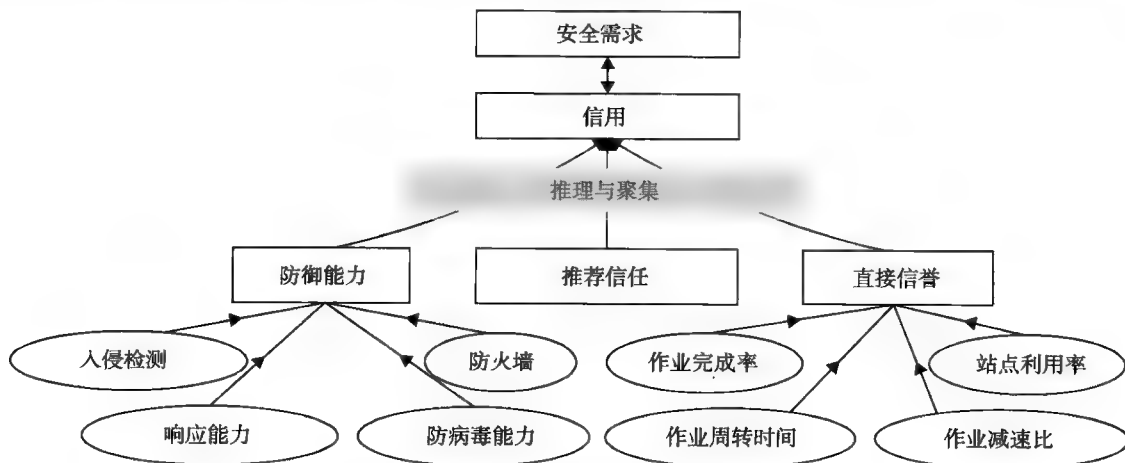 安全需求
信用
推理与聚集
防御能力
推荐信任
直接信誉
入侵检测
防火墙
作业完成率
站点利用率
响应能力
防病毒能力
作业周转时间
作业减速比